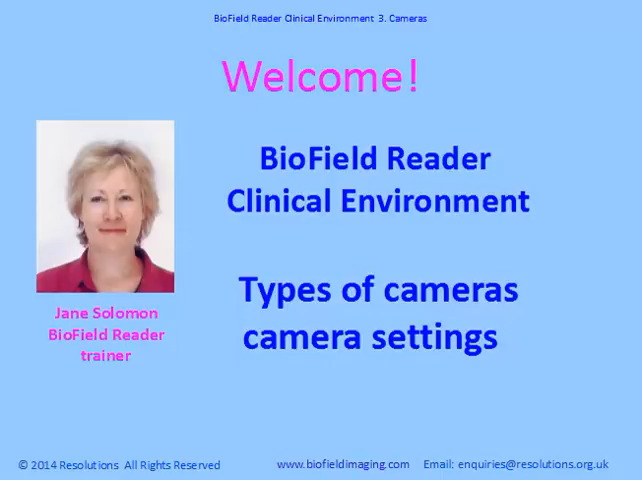 BioField Reader Clinical Environment  3. Cameras
Welcome!
BioField Reader
Clinical Environment
Types of cameras
camera settings
Jane Solomon
BioField Reader
trainer
© 2014 Resolutions  All Rights Reserved
www.biofieldimaging.com    Email: enquiries@resolutions.org.uk